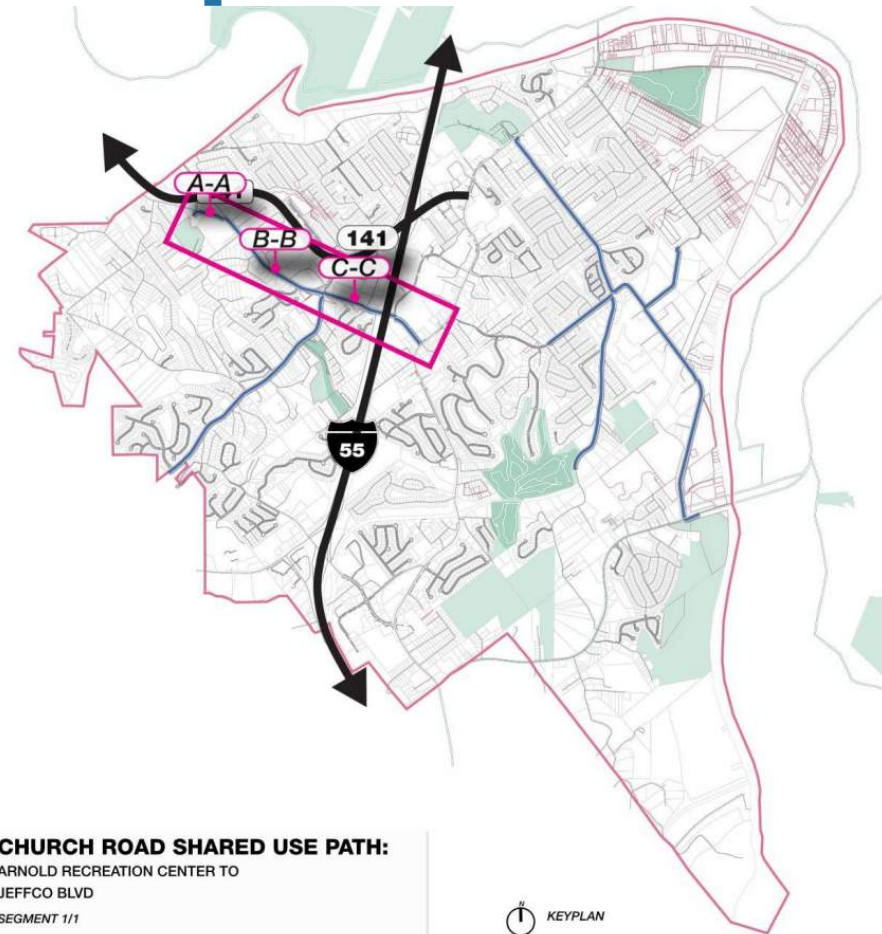 A-A
B-B
141
C-C
55
CHURCH ROAD SHARED USE PATH:
ARNOLD RECREATION CENTER TO
JEFFCO BLVD
SEGMENT 1/1
N
KEYPLAN